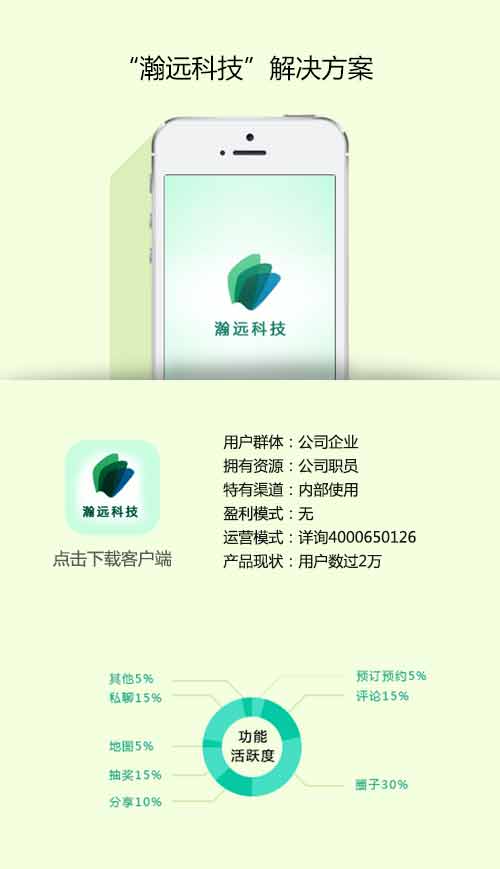 “瀚远科技”解决方案
瀚远科技
瀚远科技
点击下载客户端
用户群体：公司企业
拥有资源：公司职员
特有渠道：内部使用
盈利模式：无
运营模式：详询4000650126
产品现状：用户数过2万
其他5%
私聊15%
地图5%
抽奖15%
分享10%
功能
活跃度
预订预约5%
评论15%
圈子30%